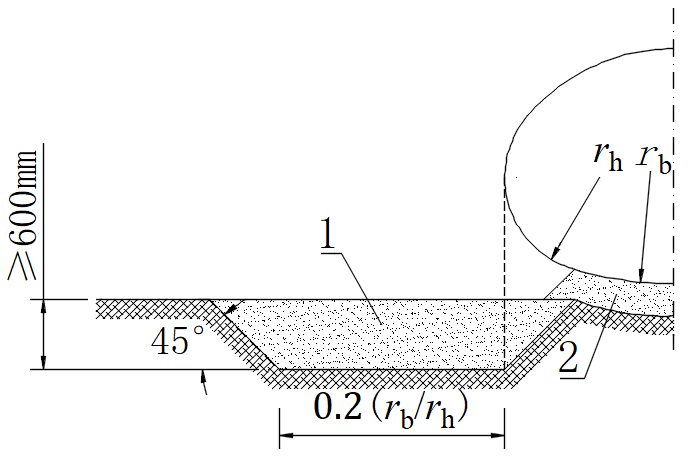 r_h r_b
≥600mm
1
45°
2
0.2(r_b/r_h)